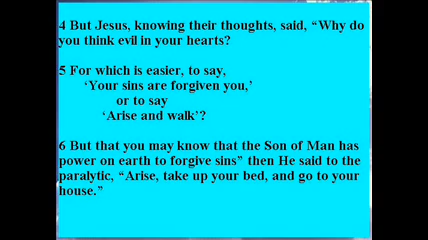 4 But Jesus, knowing their thoughts, said, “Why do
you think evil in your hearts?
5 For which is easier, to say,
‘Your sins are forgiven you,’
or to say
‘Arise and walk’?
6 But that you may know that the Son of Man has
power on earth to forgive sins” then He said to the
paralytic, “Arise, take up your bed, and go to your
house.”